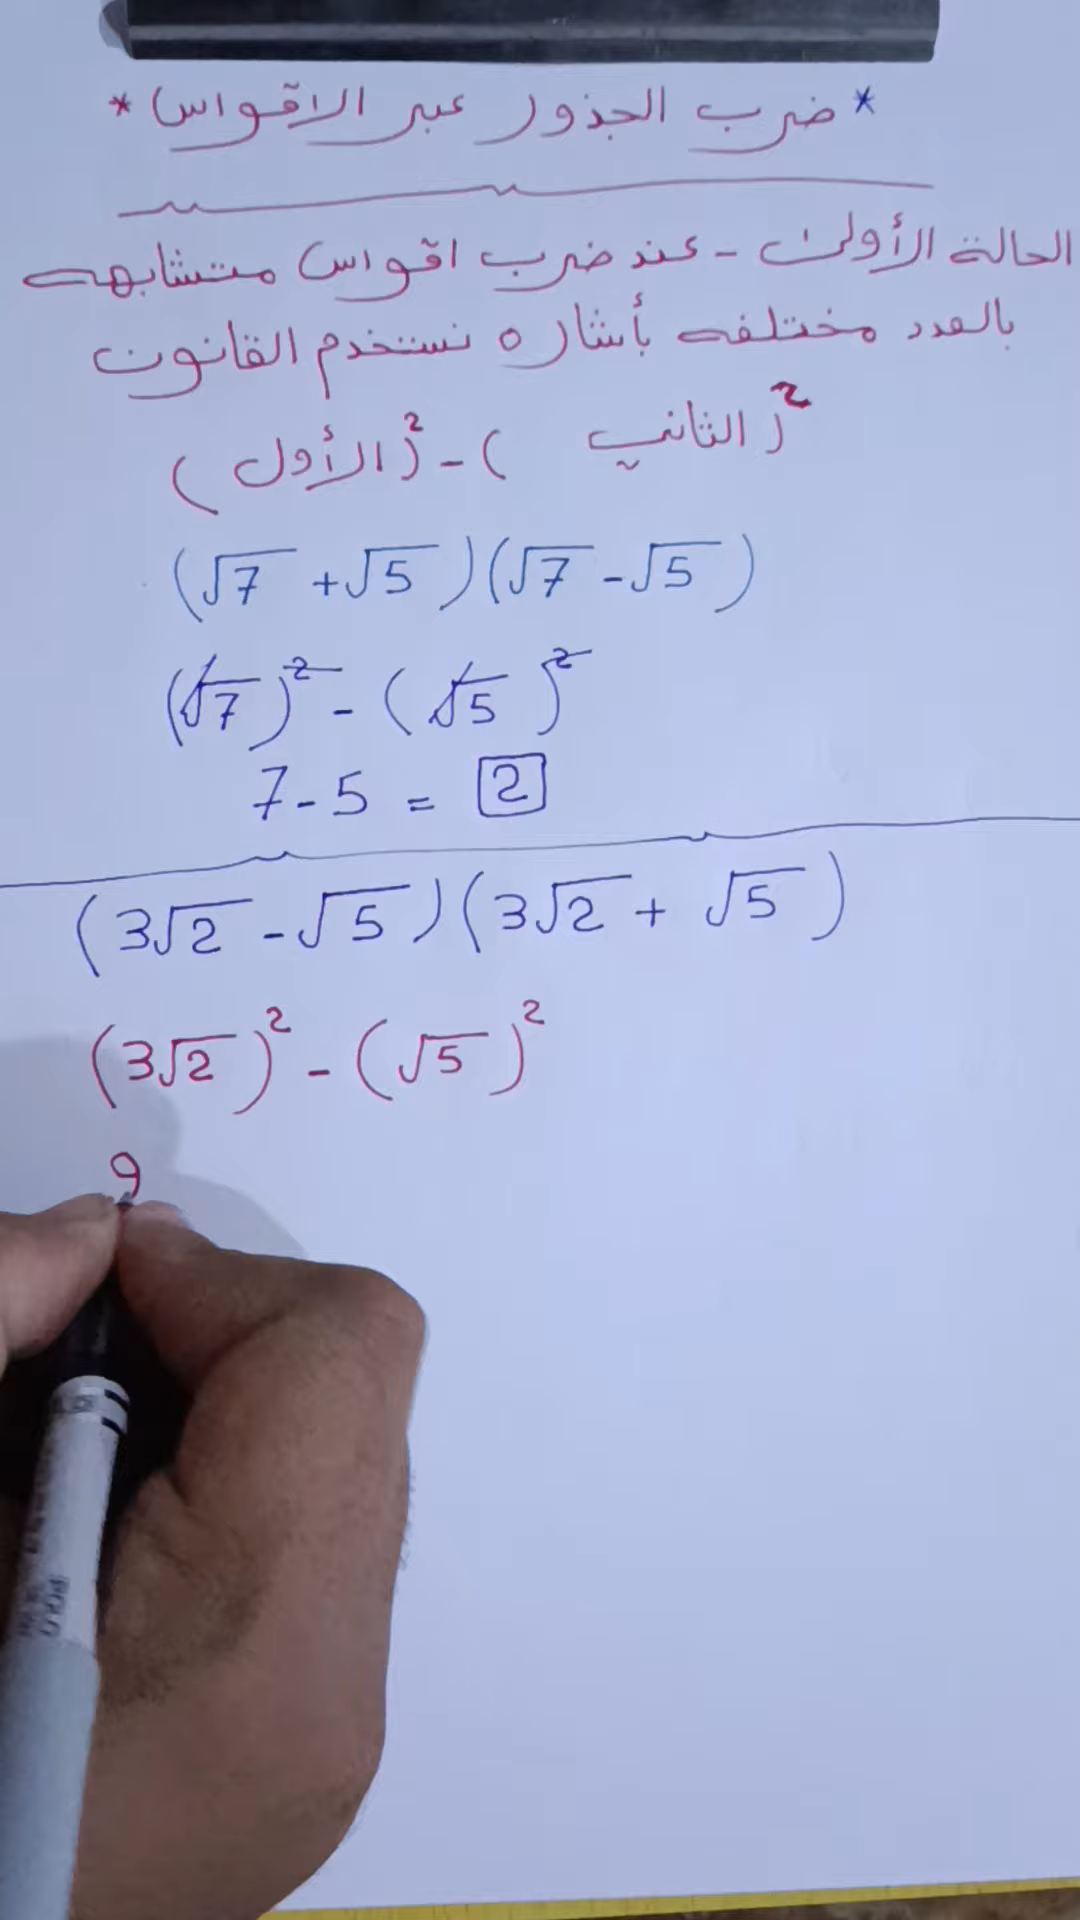 * ضرب الجذور عبر الاقواس *
الحالة الأولى - عند ضرب اقواس متشابهه
بالعدد مختلفه بأشاره نستخدم القانون
( الأول )² - ( الثاني )²
(√7 + √5)(√7 - √5)
(√7)² - (√5)²
7 - 5 = 2
(3√2 - √5)(3√2 + √5)
(3√2)² - (√5)²
9